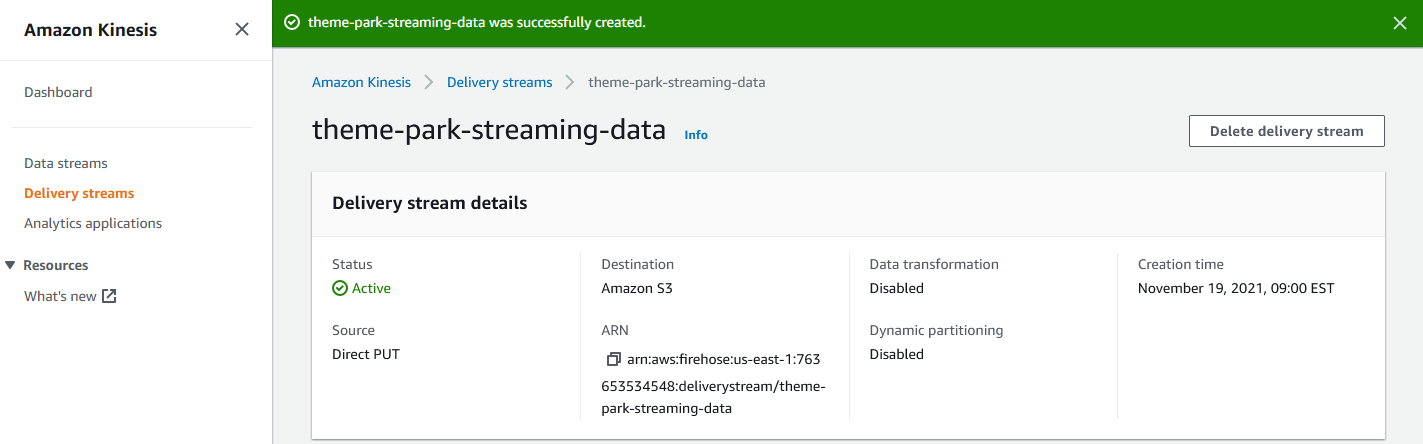 Amazon Kinesis
Dashboard
Data streams
Delivery streams
Analytics applications
Resources
What's new
theme-park-streaming-data was successfully created.
Amazon Kinesis
Delivery streams
theme-park-streaming-data
theme-park-streaming-data Info
Delete delivery stream
Delivery stream details
Status
Active
Source
Direct PUT
Destination
Amazon S3
ARN
arn:aws:firehose:us-east-1:763
653534548:deliverystream/theme-
park-streaming-data
Data transformation
Disabled
Dynamic partitioning
Disabled
Creation time
November 19, 2021, 09:00 EST